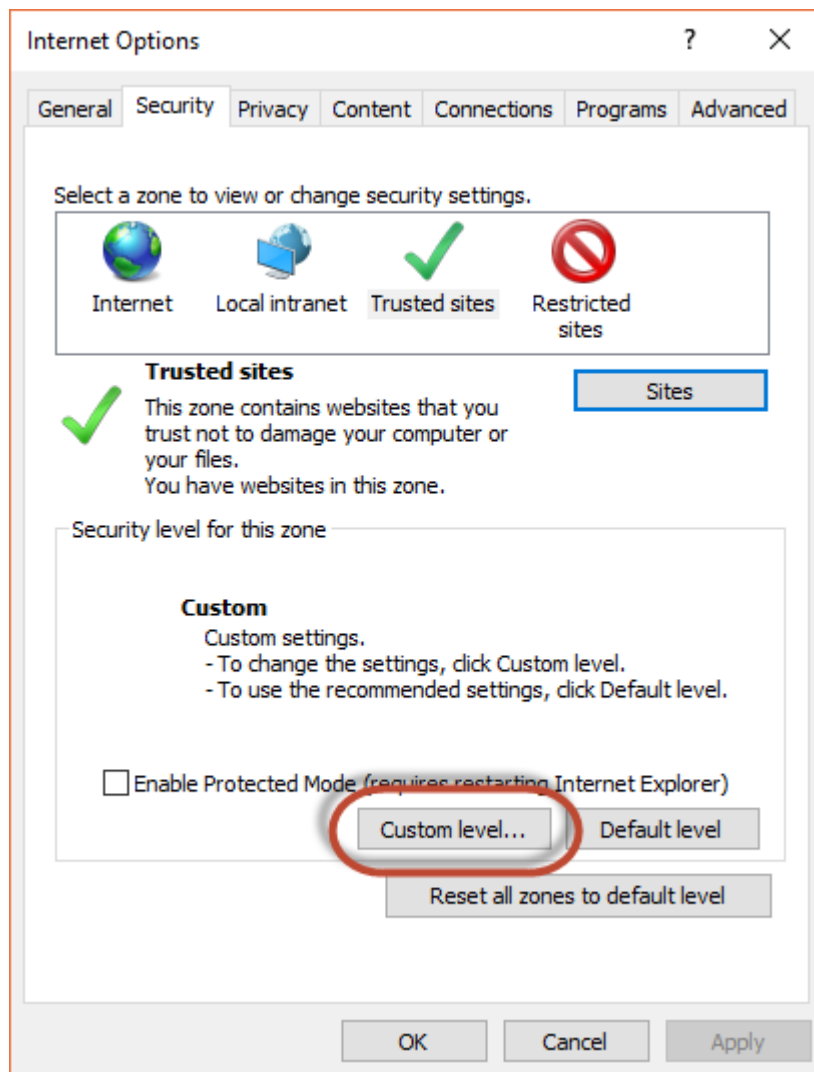 Internet Options ?
General Security Privacy Content Connections Programs Advanced
Select a zone to view or change security settings.
Internet Local intranet Trusted sites Restricted
sites
Trusted sites
Sites
This zone contains websites that you
trust not to damage your computer or
your files.
You have websites in this zone.
Security level for this zone
Custom
Custom settings.
- To change the settings, click Custom level.
- To use the recommended settings, click Default level.
Enable Protected Mode (requires restarting Internet Explorer)
Custom level... Default level
Reset all zones to default level
OK Cancel Apply